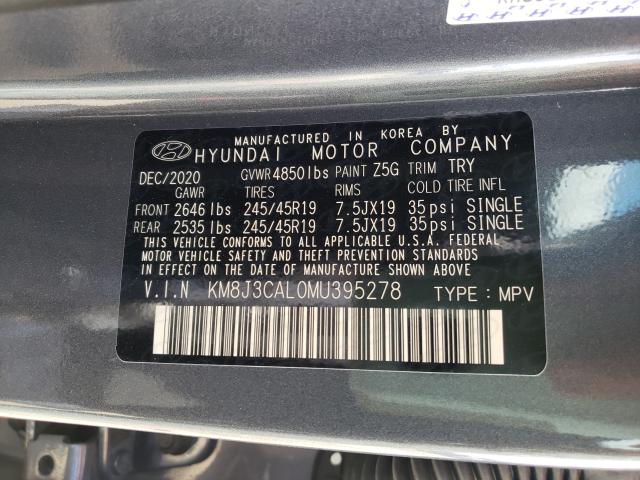 MANUFACTURED IN KOREA BY
HYUNDAI MOTOR COMPANY
DEC/2020 GVWR 4850lbs PAINT Z5G TRIM TRY
GAWR TIRES RIMS COLD TIRE INFL
FRONT 2646 lbs 245/45R19 7.5JX19 35psi SINGLE
REAR 2535 lbs 245/45R19 7.5JX19 35psi SINGLE
THIS VEHICLE CONFORMS TO ALL APPLICABLE U.S.A. FEDERAL
MOTOR VEHICLE SAFETY AND THEFT PREVENTION STANDARDS
IN EFFECT ON THE DATE OF MANUFACTURE SHOWN ABOVE.
V.I.N KM8J3CAL0MU395278 TYPE : MPV